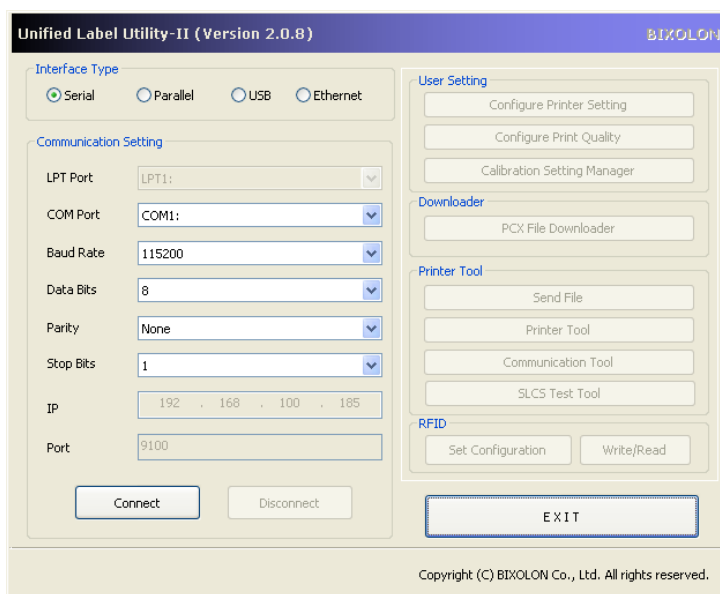 Unified Label Utility-II (Version 2.0.8)
BIXOLON
Interface Type
Serial
Parallel
USB
Ethernet
Communication Setting
LPT Port
LPT1:
COM Port
COM1:
Baud Rate
115200
Data Bits
8
Parity
None
Stop Bits
1
IP
192 . 168 . 100 . 185
Port
9100
Connect
Disconnect
User Setting
Configure Printer Setting
Configure Print Quality
Calibration Setting Manager
Downloader
PCX File Downloader
Printer Tool
Send File
Printer Tool
Communication Tool
SLCS Test Tool
RFID
Set Configuration
Write/Read
EXIT
Copyright (C) BIXOLON Co., Ltd. All rights reserved.